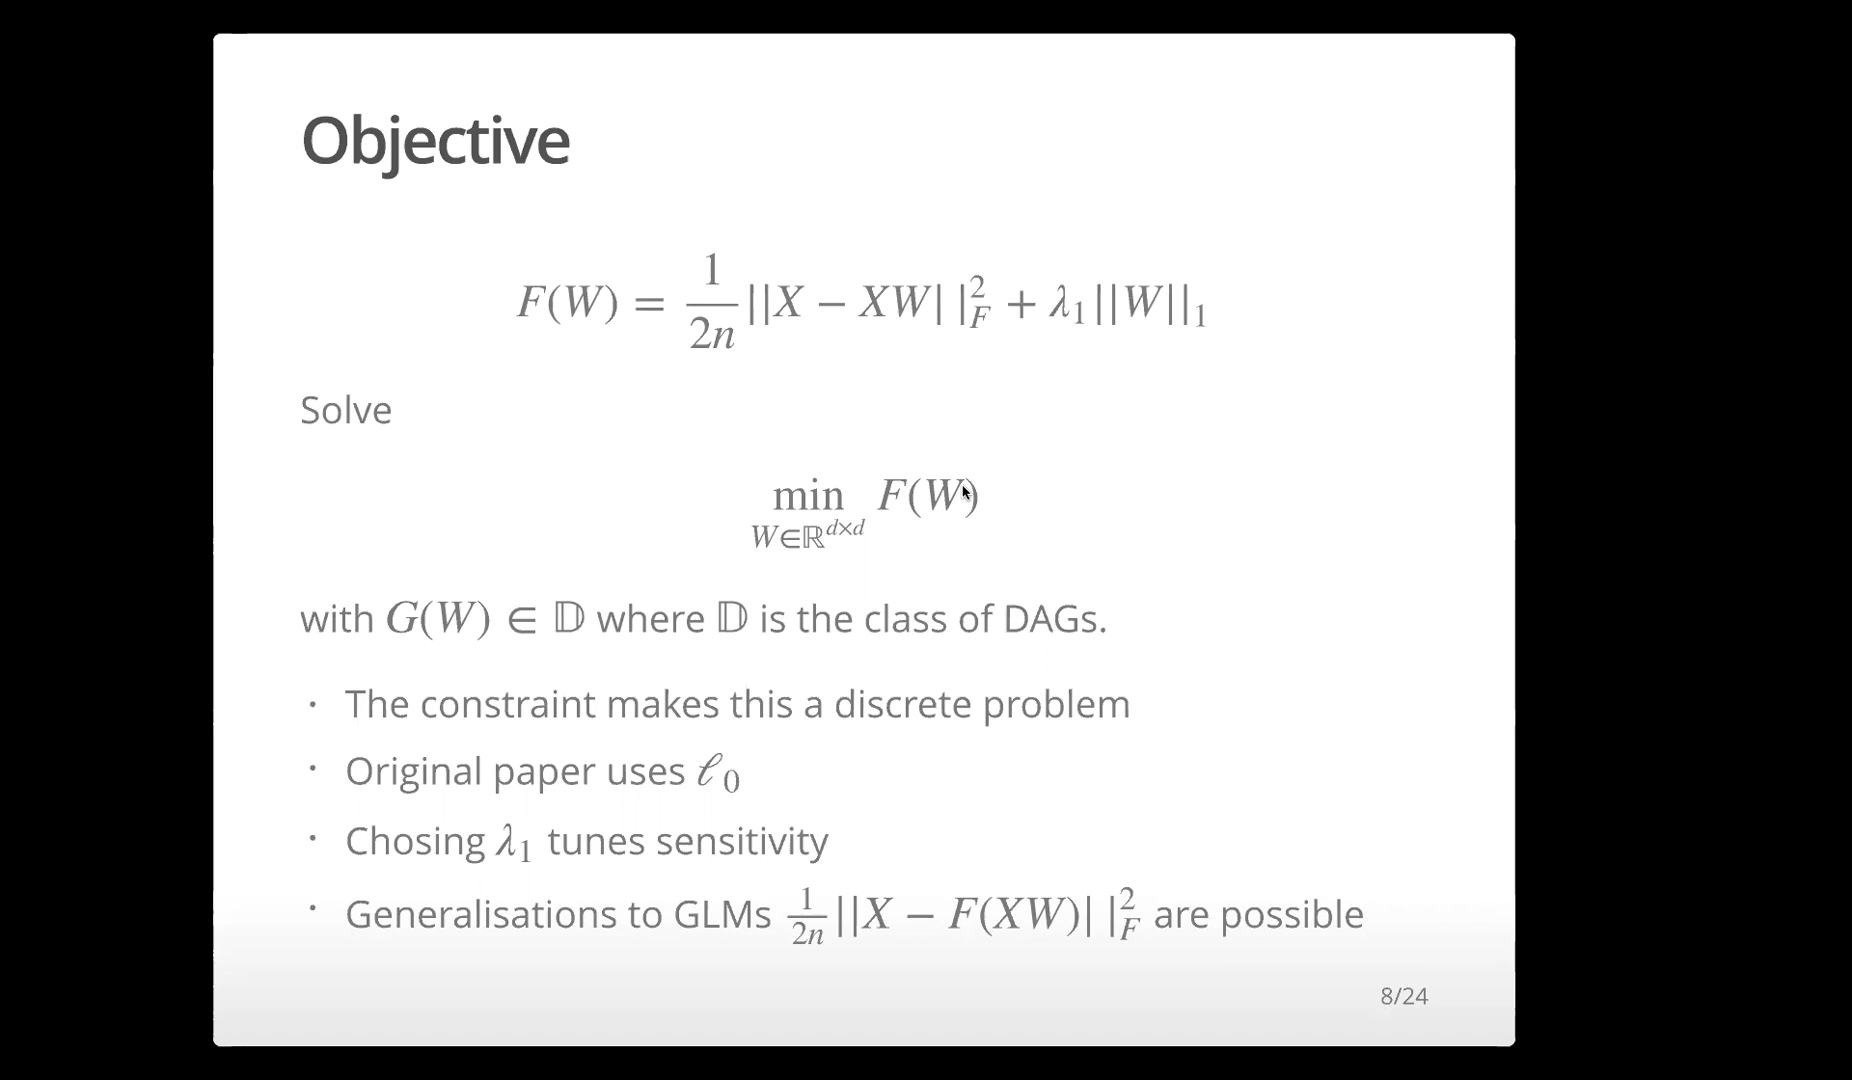 Objective
F(W) = \frac{1}{2n}||X − XW| |_F^2 + λ_1||W||_1
Solve
\min_{W∈ℝ^{d×d}} F(W)
with G(W) ∈ 𝔻 where 𝔻 is the class of DAGs.
· The constraint makes this a discrete problem
· Original paper uses ℓ_0
· Chosing λ_1 tunes sensitivity
· Generalisations to GLMs \frac{1}{2n}||X − F(XW)| |_F^2 are possible
8/24